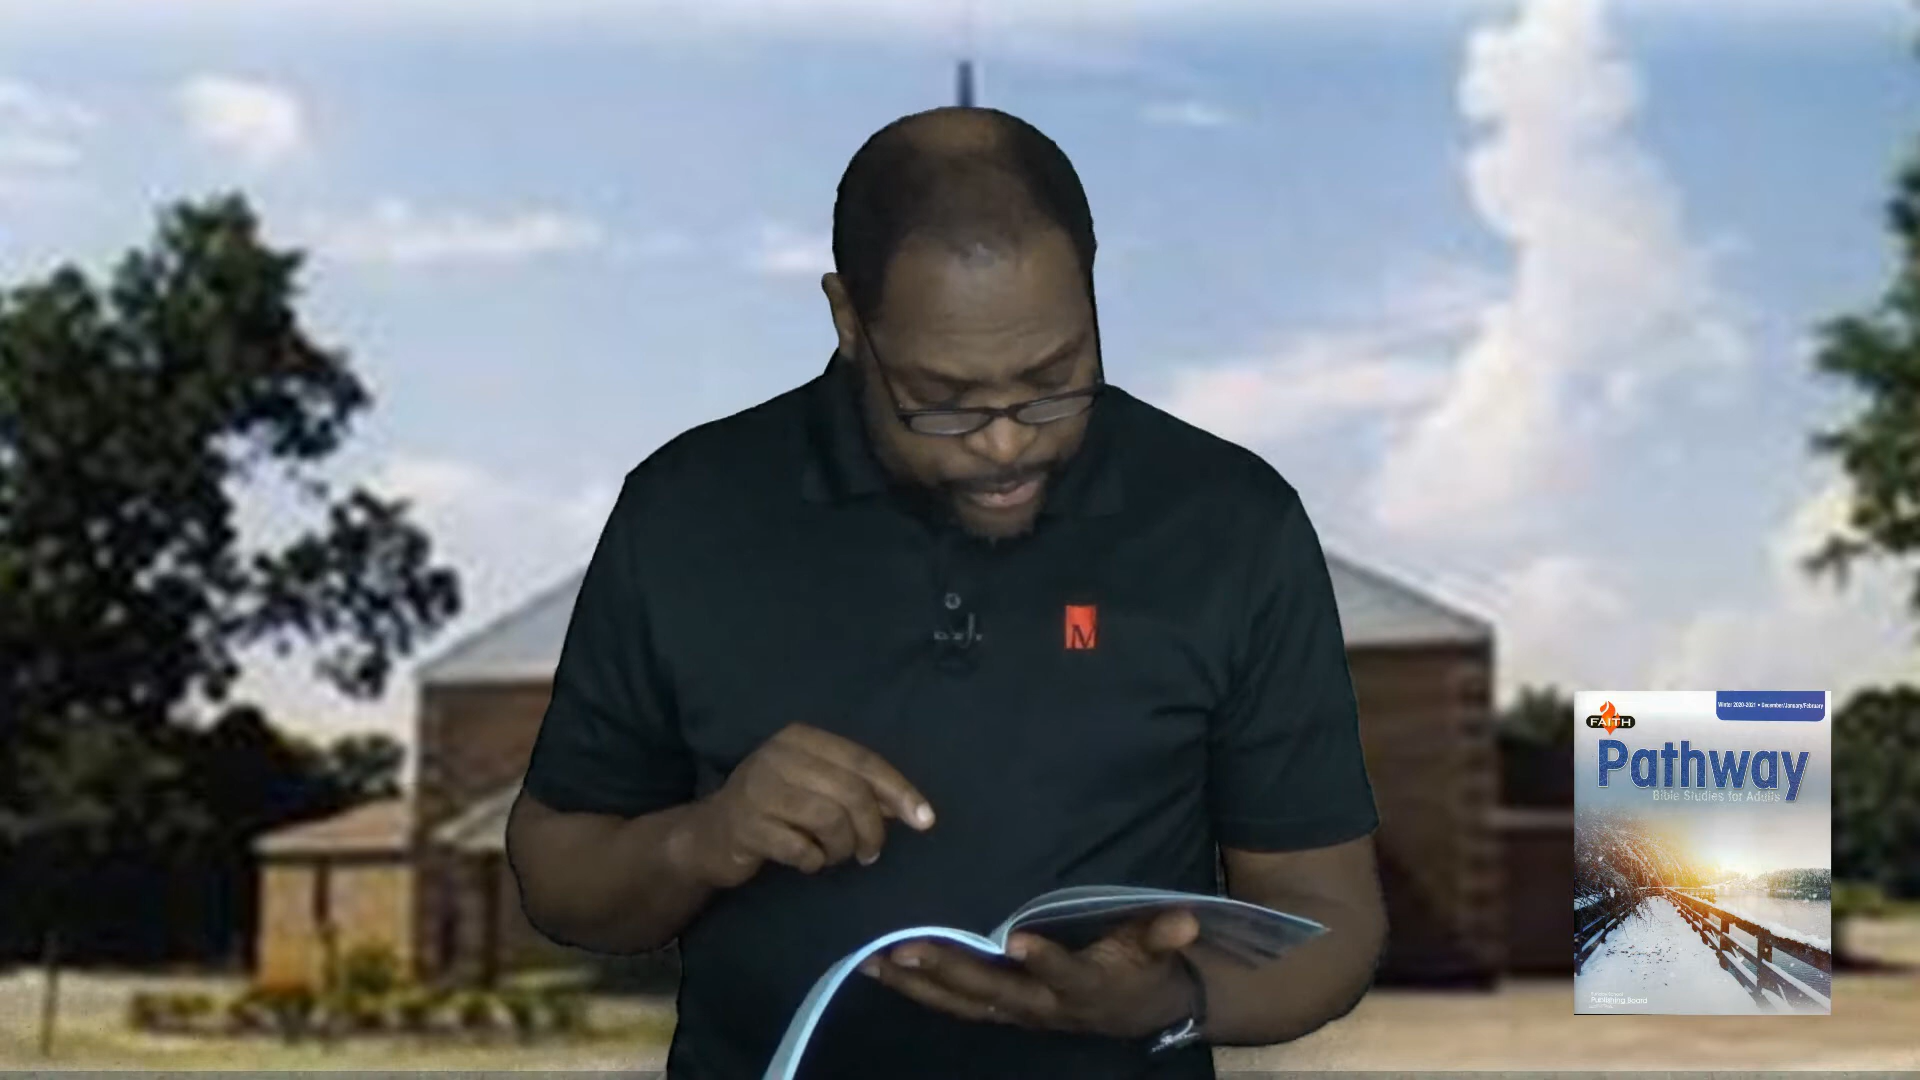 M
Winter 2020-2021 • December/January/February
FAITH
Pathway
Bible Studies for Adults
Publishing Board